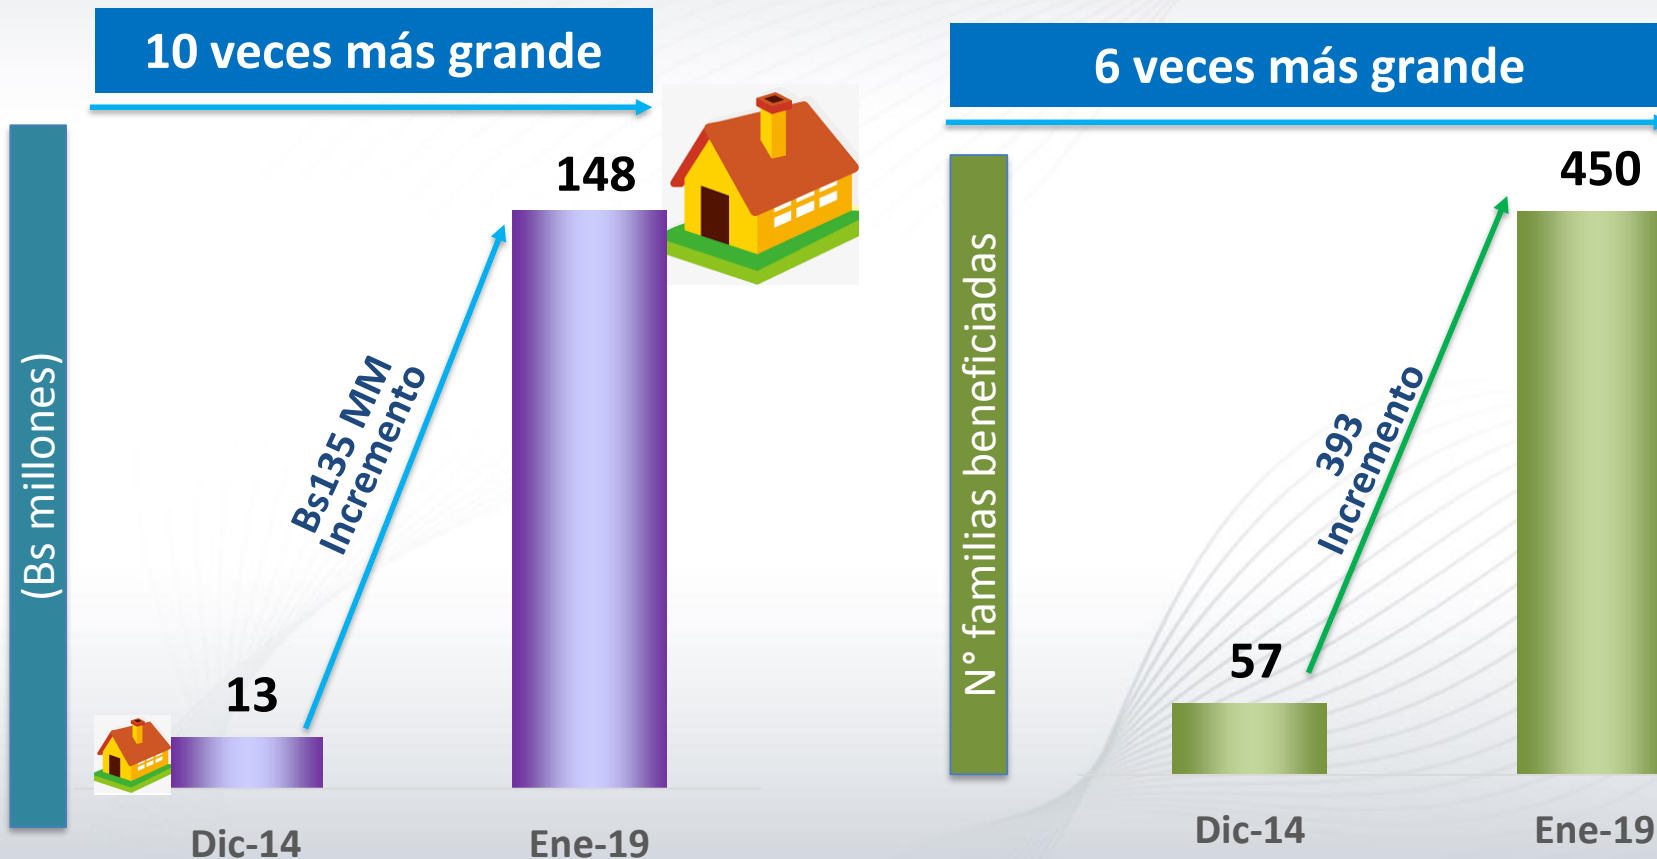 10 veces más grande
(Bs millones)
148
Bs135 MM
Incremento
13
Dic-14
Ene-19
6 veces más grande
N° familias beneficiadas
450
393
Incremento
57
Dic-14
Ene-19